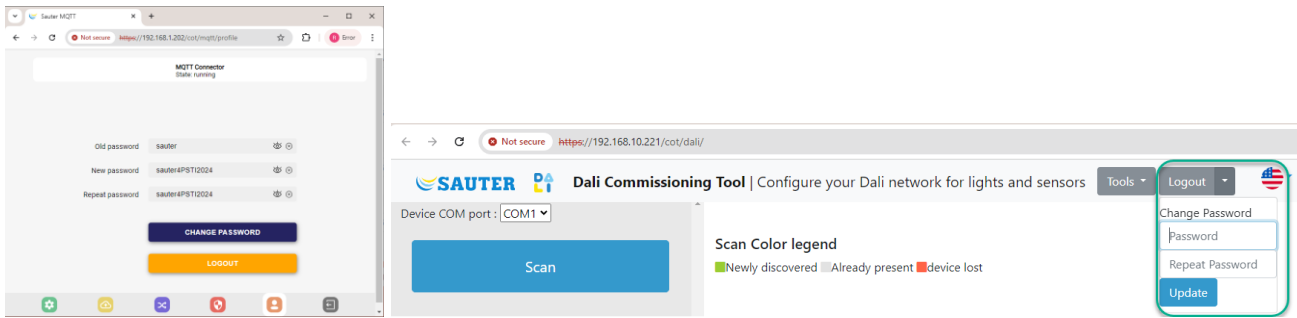 Sauter MQTT
Not secure https://192.168.1.202/cot/mqtt/profile
Error
MQTT Connector
State: running
Old password sauter
New password sauter4PSTI2024
Repeat password sauter4PSTI2024
CHANGE PASSWORD
LOGOUT
Not secure https://192.168.10.221/cot/dali/
SAUTER DALI Dali Commissioning Tool | Configure your Dali network for lights and sensors Tools Logout
Device COM port : COM1
Scan
Scan Color legend
Newly discovered Already present device lost
Change Password
Password
Repeat Password
Update